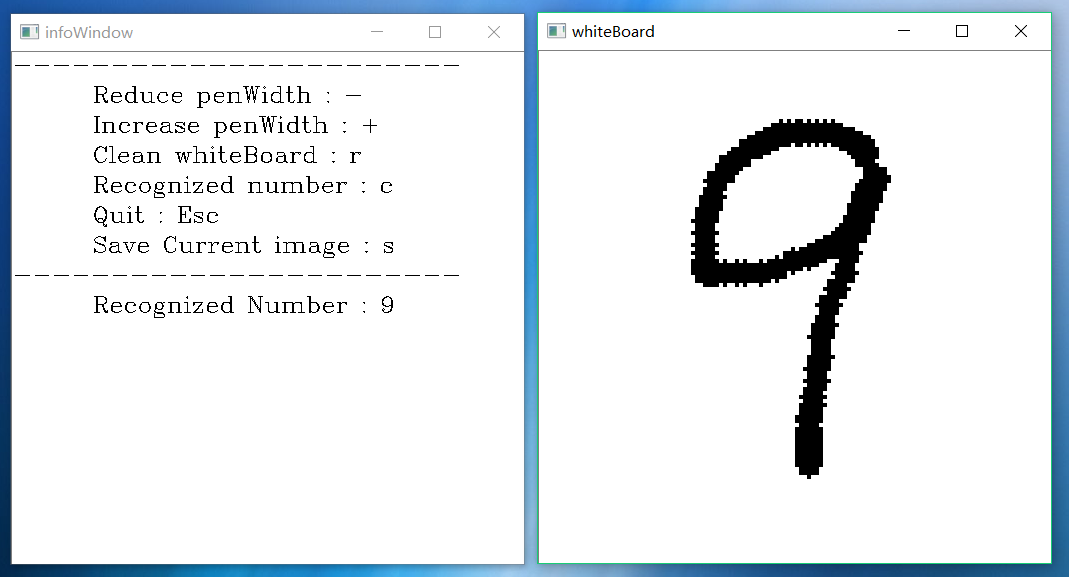 infoWindow
------------------------
Reduce penWidth : -
Increase penWidth : +
Clean whiteBoard : r
Recognized number : c
Quit : Esc
Save Current image : s
------------------------
Recognized Number : 9
whiteBoard
9